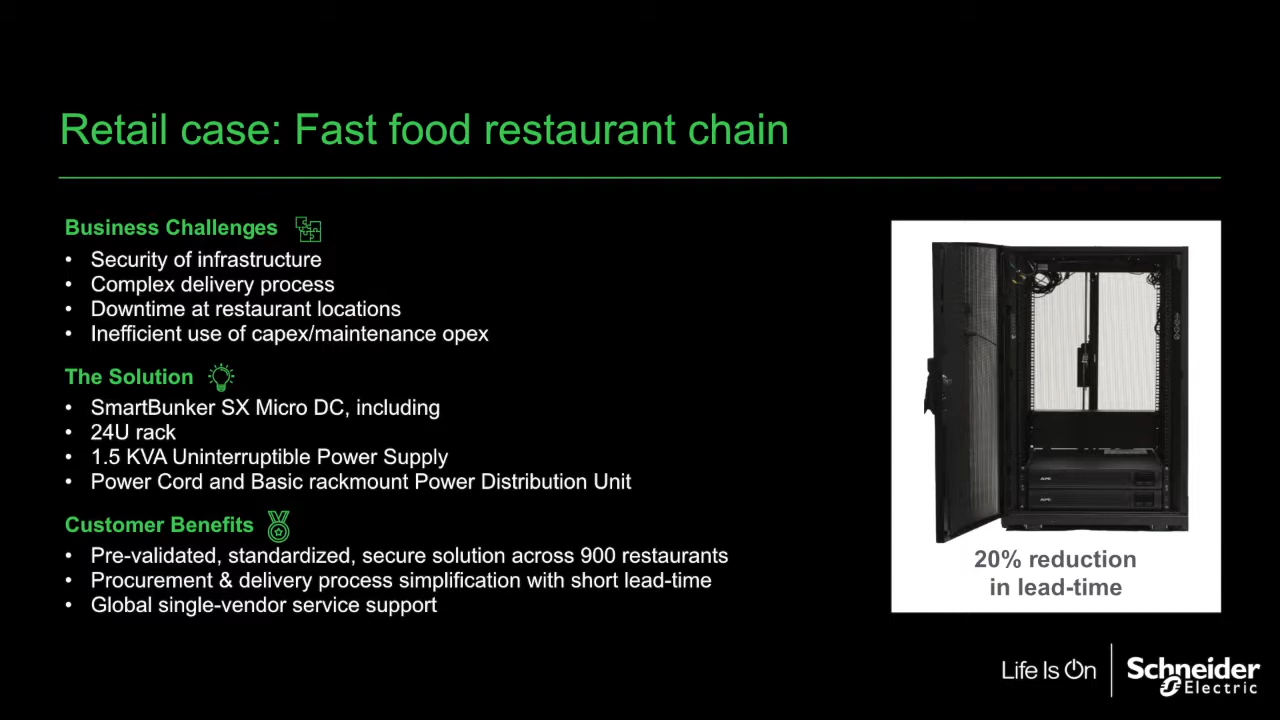 Retail case: Fast food restaurant chain
Business Challenges
• Security of infrastructure
• Complex delivery process
• Downtime at restaurant locations
• Inefficient use of capex/maintenance opex
The Solution
• SmartBunker SX Micro DC, including
• 24U rack
• 1.5 KVA Uninterruptible Power Supply
• Power Cord and Basic rackmount Power Distribution Unit
Customer Benefits
• Pre-validated, standardized, secure solution across 900 restaurants
• Procurement & delivery process simplification with short lead-time
• Global single-vendor service support
APC
APC
20% reduction
in lead-time
Life Is On
Schneider
Electric